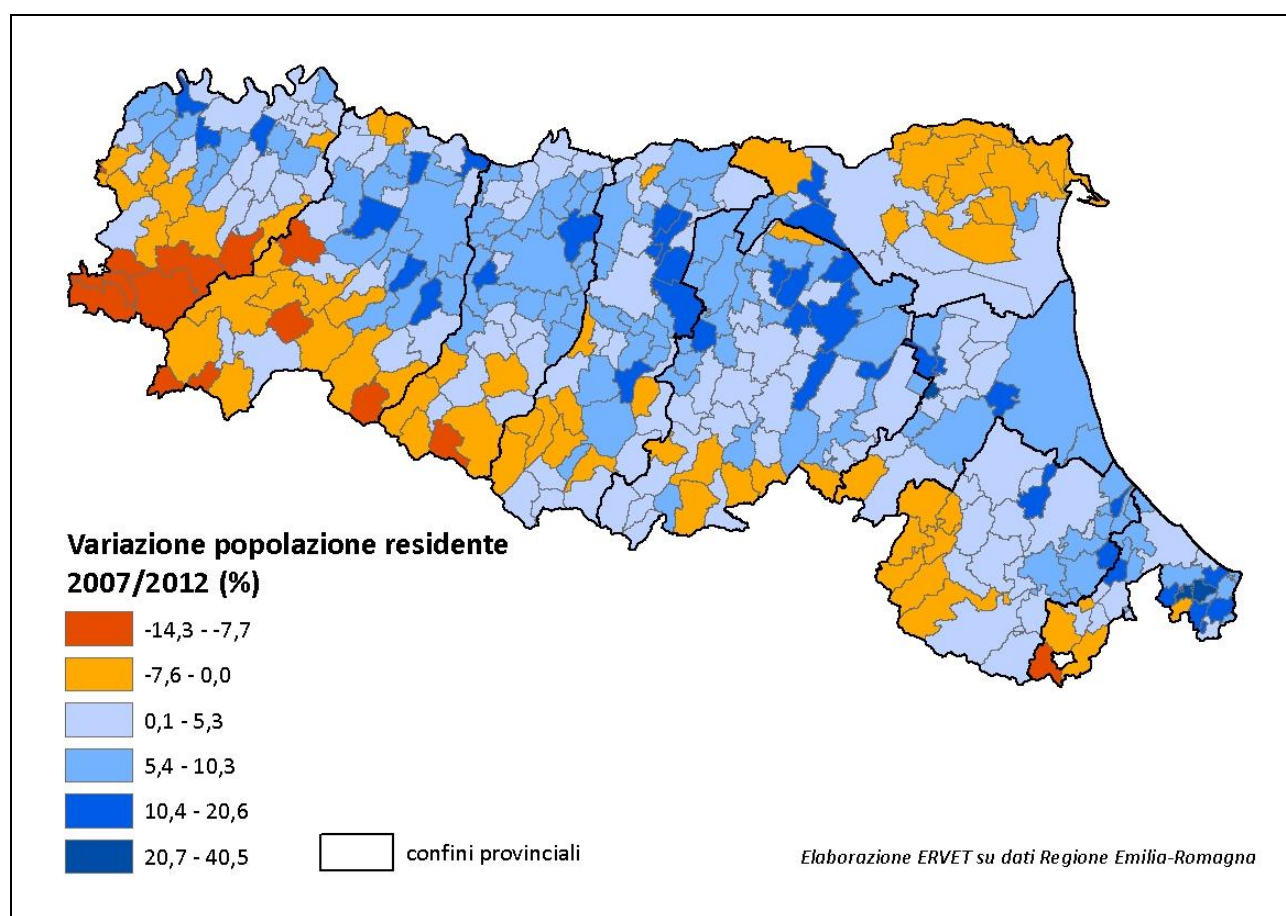 Variazione popolazione residente
2007/2012 (%)
-14,3 - -7,7
-7,6 - 0,0
0,1 - 5,3
5,4 - 10,3
10,4 - 20,6
20,7 - 40,5
confini provinciali
Elaborazione ERVET su dati Regione Emilia-Romagna